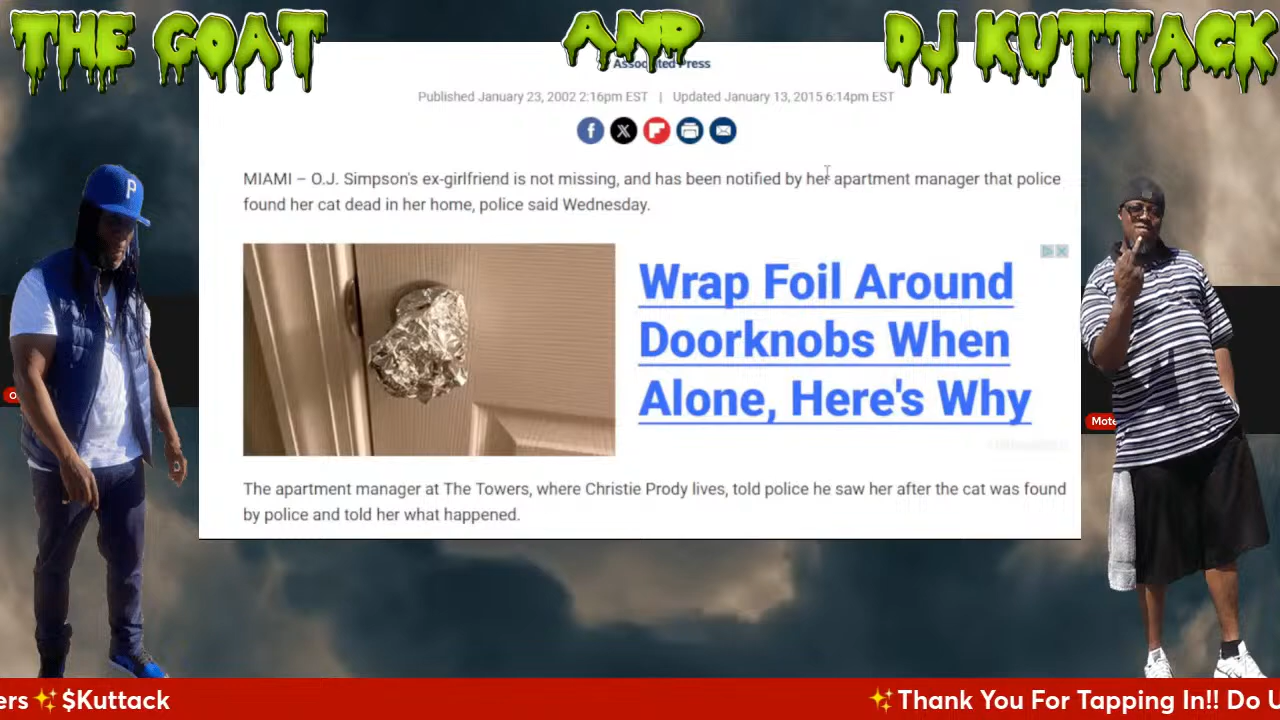 THE GOAT AND DJ KUTTACK
Associated Press
Published January 23, 2002 2:16pm EST | Updated January 13, 2015 6:14pm EST
MIAMI – O.J. Simpson's ex-girlfriend is not missing, and has been notified by her apartment manager that police
found her cat dead in her home, police said Wednesday.
Wrap Foil Around
Doorknobs When
Alone, Here's Why
The apartment manager at The Towers, where Christie Prody lives, told police he saw her after the cat was found
by police and told her what happened.
Mote
ers✨$Kuttack ✨Thank You For Tapping In!! Do U